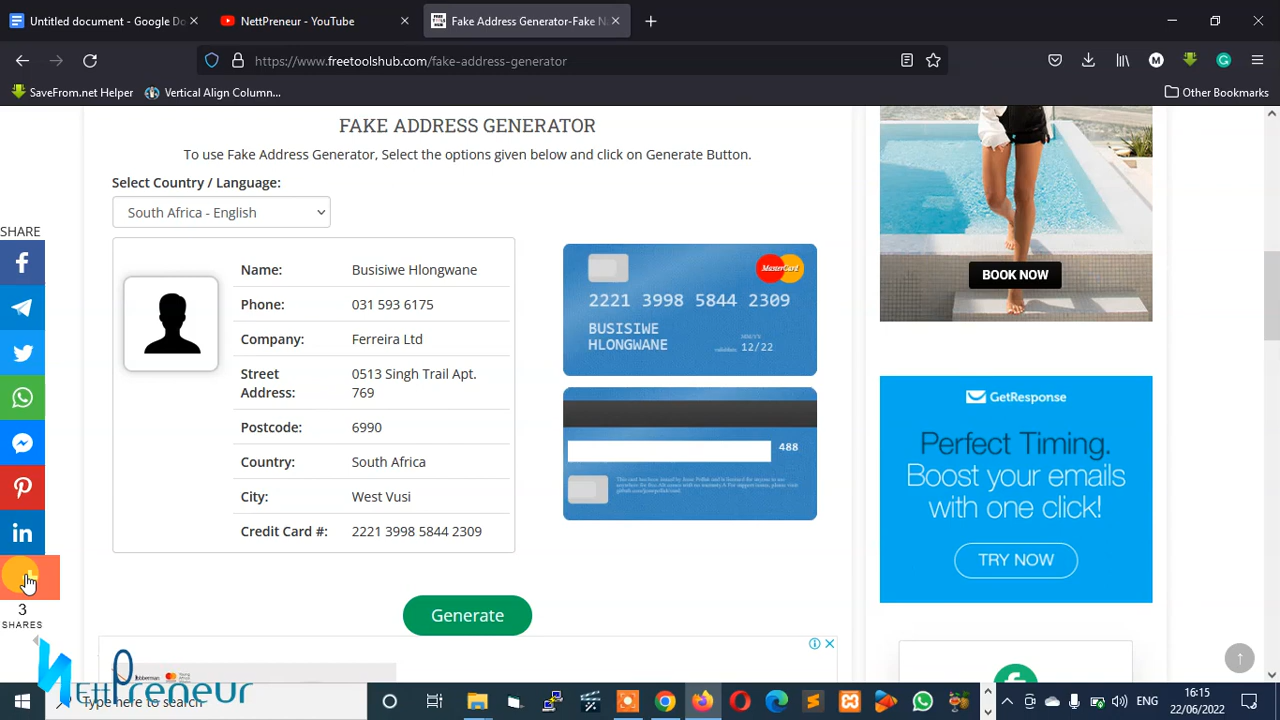 Untitled document - Google Do
NettPreneur - YouTube
FREE TOOLS HUB
Fake Address Generator-Fake N
https://www.freetoolshub.com/fake-address-generator
SaveFrom.net Helper
Vertical Align Column...
Other Bookmarks
FAKE ADDRESS GENERATOR
To use Fake Address Generator, Select the options given below and click on Generate Button.
Select Country / Language:
South Africa - English
SHARE
Name: Busisiwe Hlongwane
Phone: 031 593 6175
Company: Ferreira Ltd
Street Address: 0513 Singh Trail Apt. 769
Postcode: 6990
Country: South Africa
City: West Vusi
Credit Card #: 2221 3998 5844 2309
MasterCard
2221 3998 5844 2309
BUSISIWE
HLONGWANE
MM/YY
12/22
488
Generate
3
SHARES
BOOK NOW
GetResponse
Perfect Timing.
Boost your emails
with one click!
TRY NOW
NettPreneur
Type here to search
ENG
16:15
22/06/2022